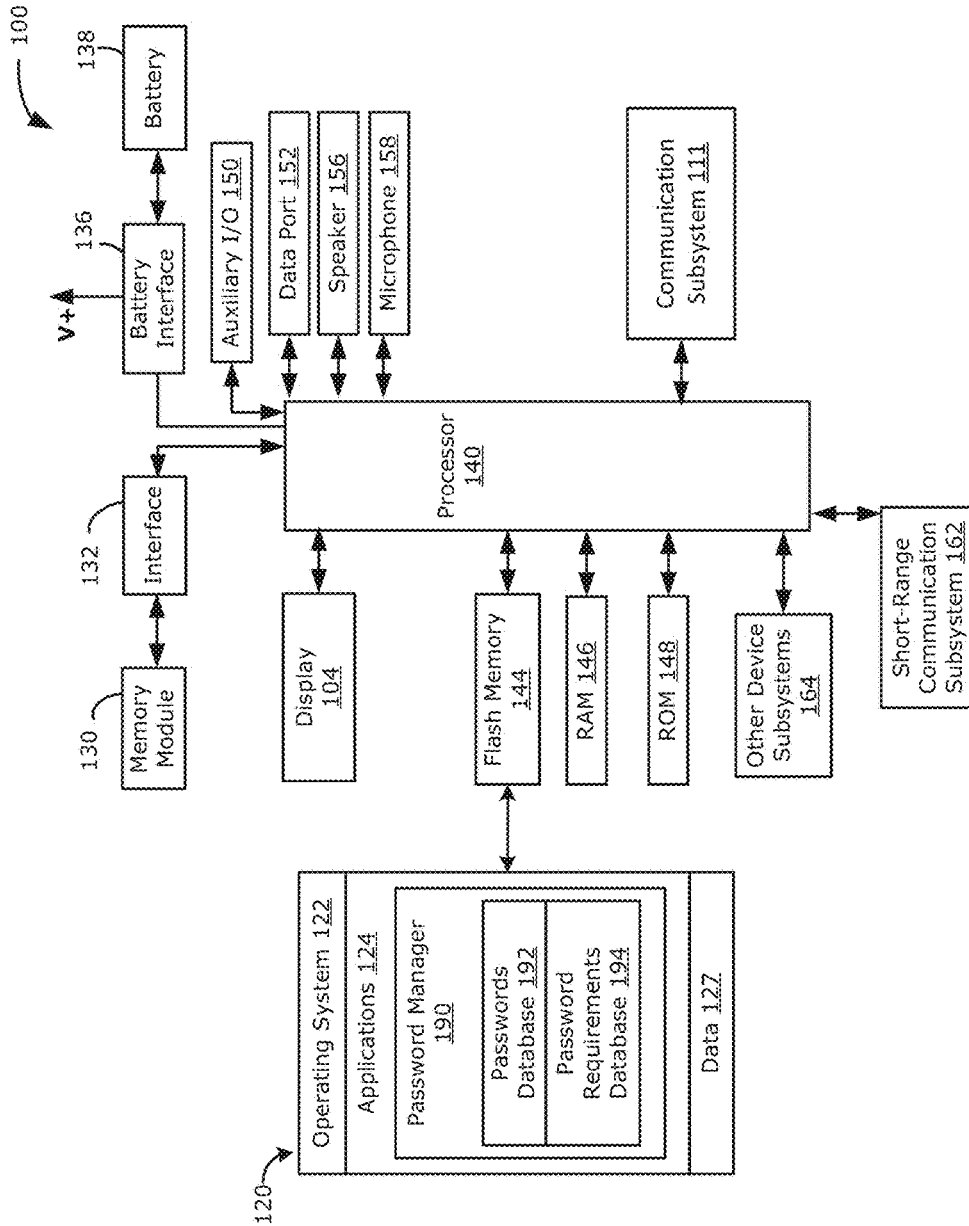 100
130
Memory
Module
132
Interface
V+
136
Battery
Interface
138
Battery
Auxiliary I/O 150
Data Port 152
Speaker 156
Microphone 158
Communication
Subsystem 111
Processor
140
Display
104
Flash Memory
144
RAM 146
ROM 148
Other Device
Subsystems
164
Short-Range
Communication
Subsystem 162
120
Operating System 122
Applications 124
Password Manager
190
Passwords
Database 192
Password
Requirements
Database 194
Data 127